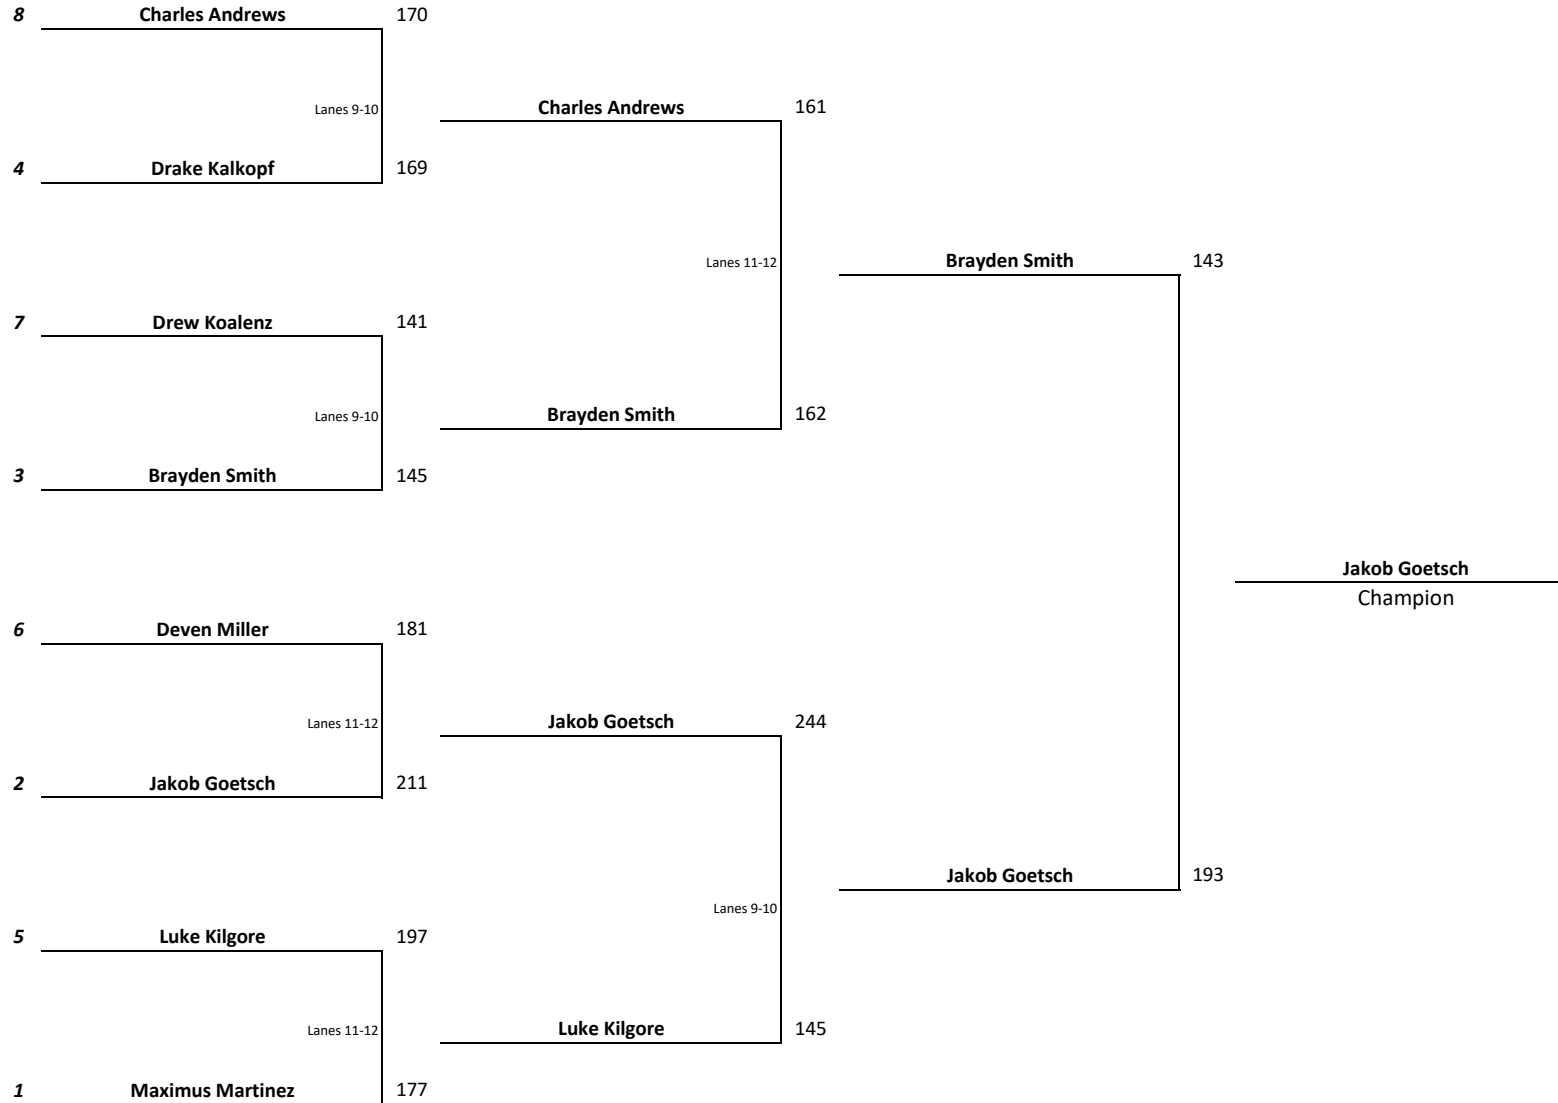 8 Charles Andrews 170
Lanes 9-10 Charles Andrews 161
4 Drake Kalkopf 169
Lanes 11-12 Brayden Smith 143
7 Drew Koalenz 141
Lanes 9-10 Brayden Smith 162
3 Brayden Smith 145
Jakob Goetsch
Champion
6 Deven Miller 181
Lanes 11-12 Jakob Goetsch 244
2 Jakob Goetsch 211
Jakob Goetsch 193
Lanes 9-10
5 Luke Kilgore 197
Lanes 11-12 Luke Kilgore 145
1 Maximus Martinez 177